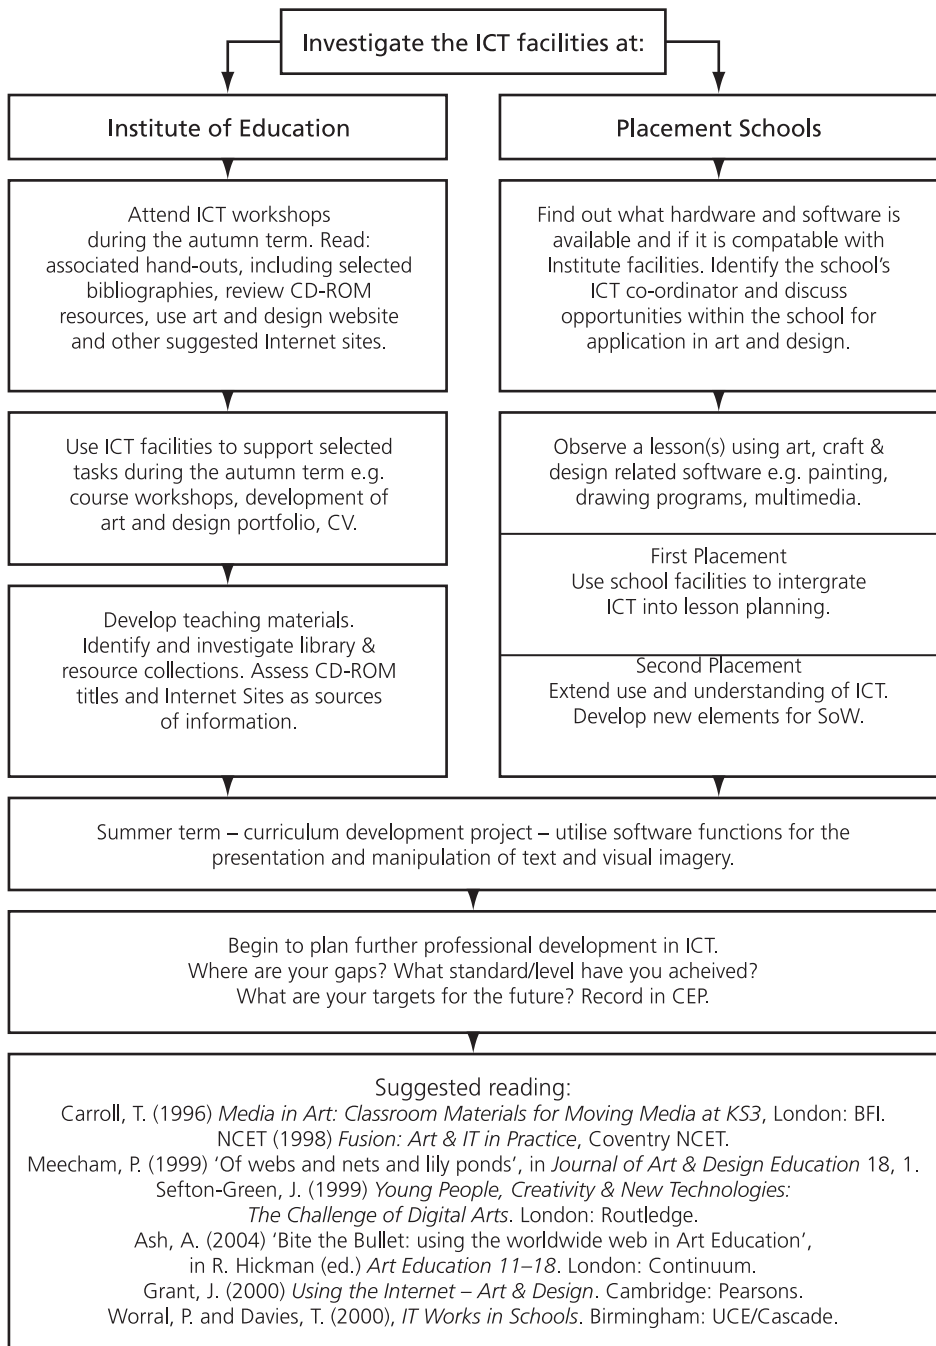 Investigate the ICT facilities at:
Institute of Education
Attend ICT workshops
during the autumn term. Read:
associated hand-outs, including selected
bibliographies, review CD-ROM
resources, use art and design website
and other suggested Internet sites.
Use ICT facilities to support selected
tasks during the autumn term e.g.
course workshops, development of
art and design portfolio, CV.
Develop teaching materials.
Identify and investigate library &
resource collections. Assess CD-ROM
titles and Internet Sites as sources
of information.
Placement Schools
Find out what hardware and software is
available and if it is compatable with
Institute facilities. Identify the school's
ICT co-ordinator and discuss
opportunities within the school for
application in art and design.
Observe a lesson(s) using art, craft &
design related software e.g. painting,
drawing programs, multimedia.
First Placement
Use school facilities to intergrate
ICT into lesson planning.
Second Placement
Extend use and understanding of ICT.
Develop new elements for SoW.
Summer term – curriculum development project – utilise software functions for the
presentation and manipulation of text and visual imagery.
Begin to plan further professional development in ICT.
Where are your gaps? What standard/level have you acheived?
What are your targets for the future? Record in CEP.
Suggested reading:
Carroll, T. (1996) Media in Art: Classroom Materials for Moving Media at KS3, London: BFI.
NCET (1998) Fusion: Art & IT in Practice, Coventry NCET.
Meecham, P. (1999) 'Of webs and nets and lily ponds', in Journal of Art & Design Education 18, 1.
Sefton-Green, J. (1999) Young People, Creativity & New Technologies:
The Challenge of Digital Arts. London: Routledge.
Ash, A. (2004) 'Bite the Bullet: using the worldwide web in Art Education',
in R. Hickman (ed.) Art Education 11–18. London: Continuum.
Grant, J. (2000) Using the Internet – Art & Design. Cambridge: Pearsons.
Worral, P. and Davies, T. (2000), IT Works in Schools. Birmingham: UCE/Cascade.